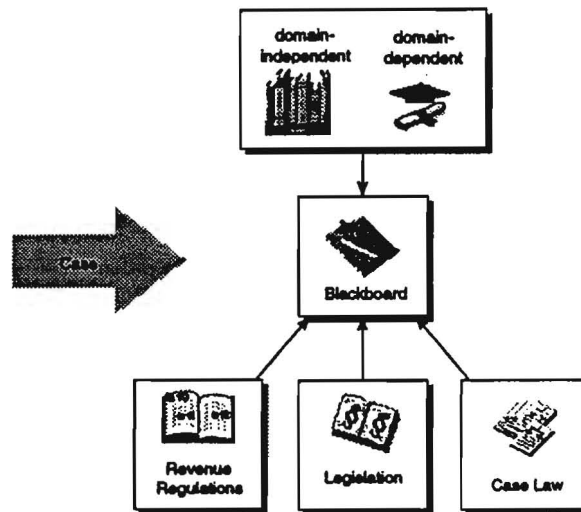 domain-
independent
domain-
dependent
Case
Blackboard
Revenue
Regulations
Legislation
Case Law